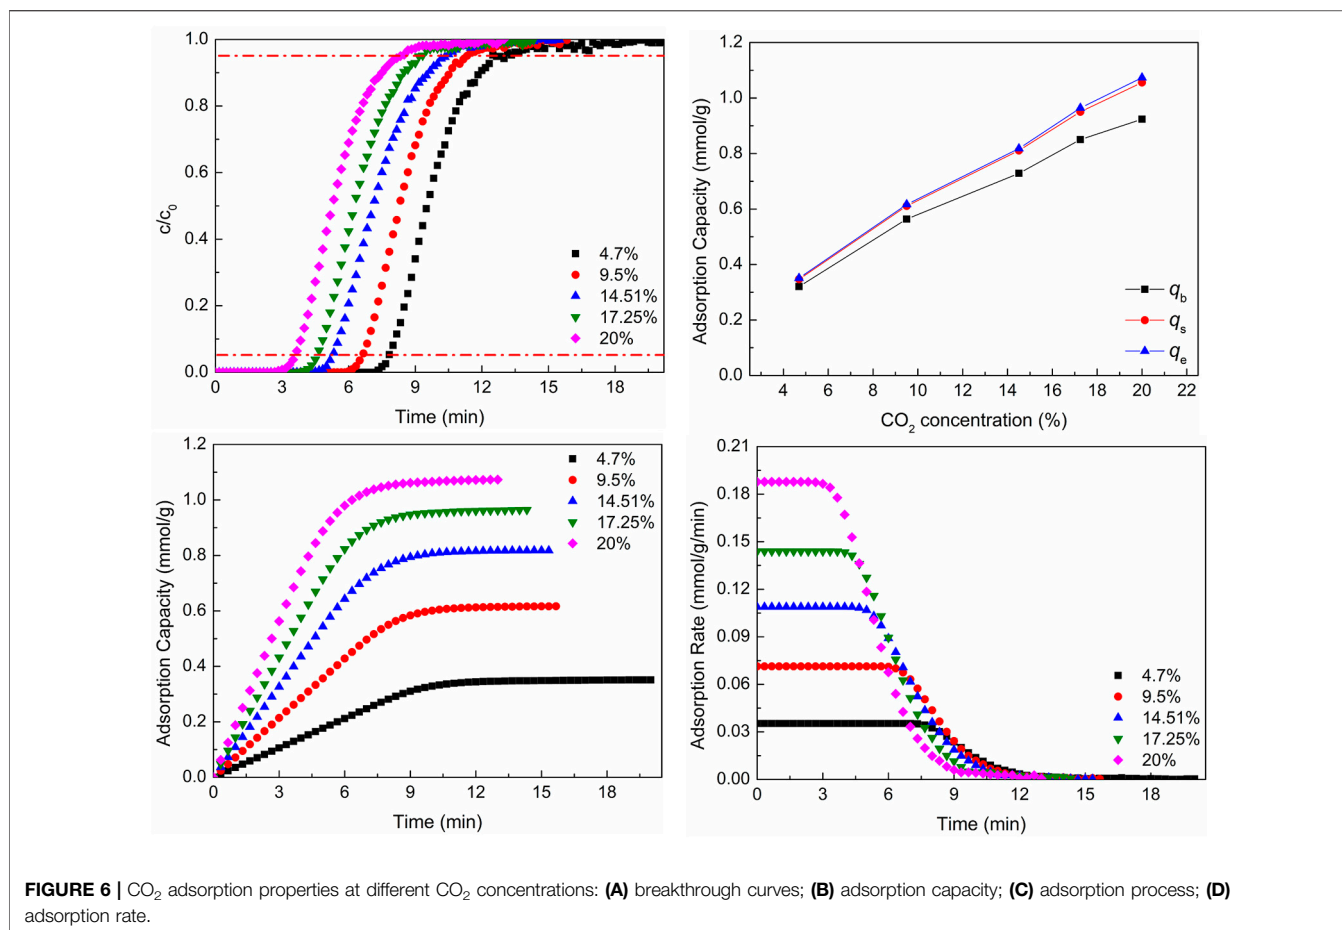 1.0
0.8
0.6
0.4
0.2
0.0
c/c0
4.7%
9.5%
14.51%
17.25%
20%
0 3 6 9 12 15 18
Time (min)
1.2
1.0
0.8
0.6
0.4
0.2
0.0
Adsorption Capacity (mmol/g)
qb
qs
qe
4 6 8 10 12 14 16 18 20 22
CO2 concentration (%)
1.2
1.0
0.8
0.6
0.4
0.2
0.0
Adsorption Capacity (mmol/g)
4.7%
9.5%
14.51%
17.25%
20%
0 3 6 9 12 15 18
Time (min)
0.21
0.18
0.15
0.12
0.09
0.06
0.03
0.00
Adsorption Rate (mmol/g/min)
4.7%
9.5%
14.51%
17.25%
20%
0 3 6 9 12 15 18
Time (min)
FIGURE 6 | CO2 adsorption properties at different CO2 concentrations: (A) breakthrough curves; (B) adsorption capacity; (C) adsorption process; (D)
adsorption rate.